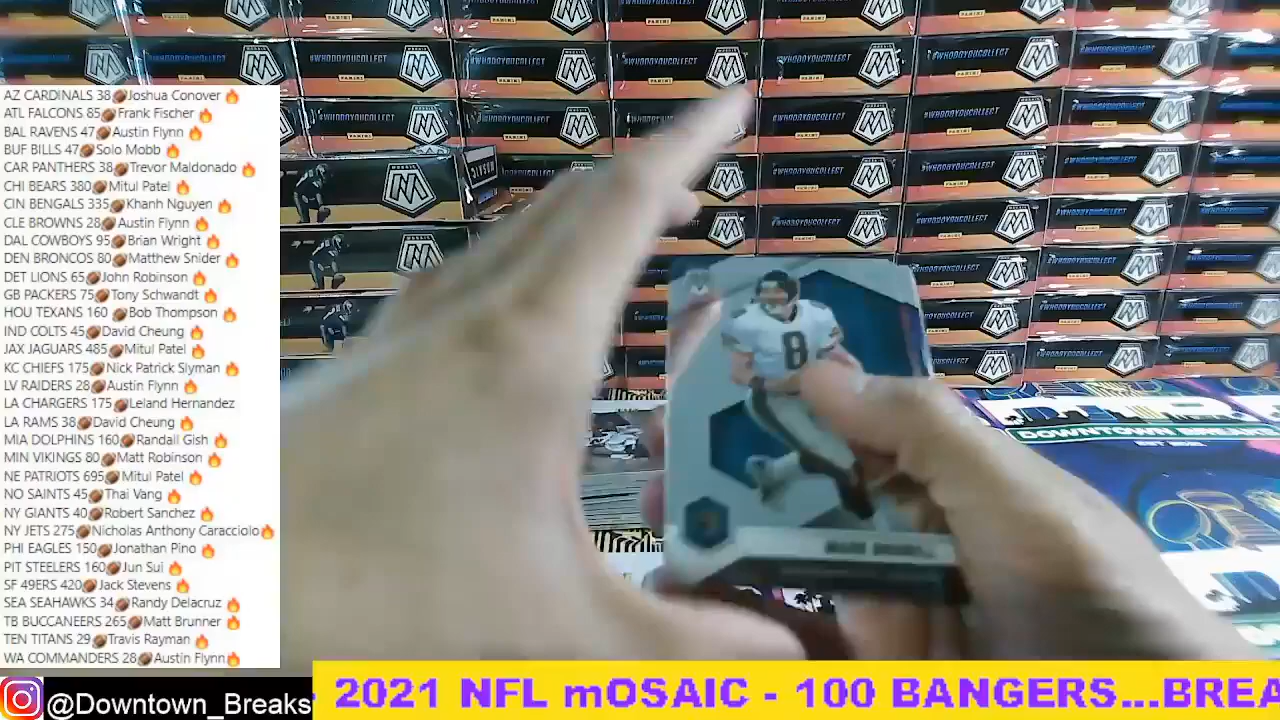 AZ CARDINALS 38🏈Joshua Conover 🔥
ATL FALCONS 85🏈Frank Fischer 🔥
BAL RAVENS 47🏈Austin Flynn 🔥
BUF BILLS 47🏈Solo Mobb 🔥
CAR PANTHERS 38🏈Trevor Maldonado 🔥
CHI BEARS 380🏈Mitul Patel 🔥
CIN BENGALS 335🏈Khanh Nguyen 🔥
CLE BROWNS 28🏈Austin Flynn 🔥
DAL COWBOYS 95🏈Brian Wright 🔥
DEN BRONCOS 80🏈Matthew Snider 🔥
DET LIONS 65🏈John Robinson 🔥
GB PACKERS 75🏈Tony Schwandt 🔥
HOU TEXANS 160 🏈Bob Thompson 🔥
IND COLTS 45🏈David Cheung 🔥
JAX JAGUARS 485🏈Mitul Patel 🔥
KC CHIEFS 175🏈Nick Patrick Slyman 🔥
LV RAIDERS 28🏈Austin Flynn 🔥
LA CHARGERS 175🏈Leland Hernandez
LA RAMS 38🏈David Cheung 🔥
MIA DOLPHINS 160🏈Randall Gish 🔥
MIN VIKINGS 80🏈Matt Robinson 🔥
NE PATRIOTS 695🏈Mitul Patel 🔥
NO SAINTS 45🏈Thai Vang 🔥
NY GIANTS 40🏈Robert Sanchez 🔥
NY JETS 275🏈Nicholas Anthony Caracciolo🔥
PHI EAGLES 150🏈Jonathan Pino 🔥
PIT STEELERS 160🏈Jun Sui 🔥
SF 49ERS 420🏈Jack Stevens 🔥
SEA SEAHAWKS 34🏈Randy Delacruz 🔥
TB BUCCANEERS 265🏈Matt Brunner 🔥
TEN TITANS 29🏈Travis Rayman 🔥
WA COMMANDERS 28🏈Austin Flynn🔥
@Downtown_Breaks
2021 NFL mOSAIC - 100 BANGERS...BREA
#WHODOYOUCOLLECT
PANINI
MOSAIC
8
DOWNTOWN BREA